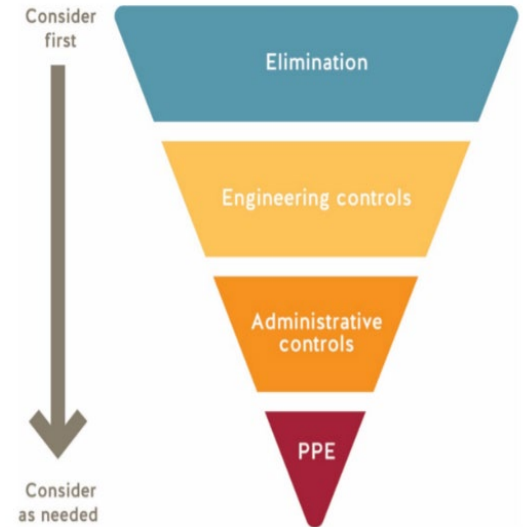 Consider
first
Elimination
Engineering controls
Administrative
controls
PPE
Consider
as needed